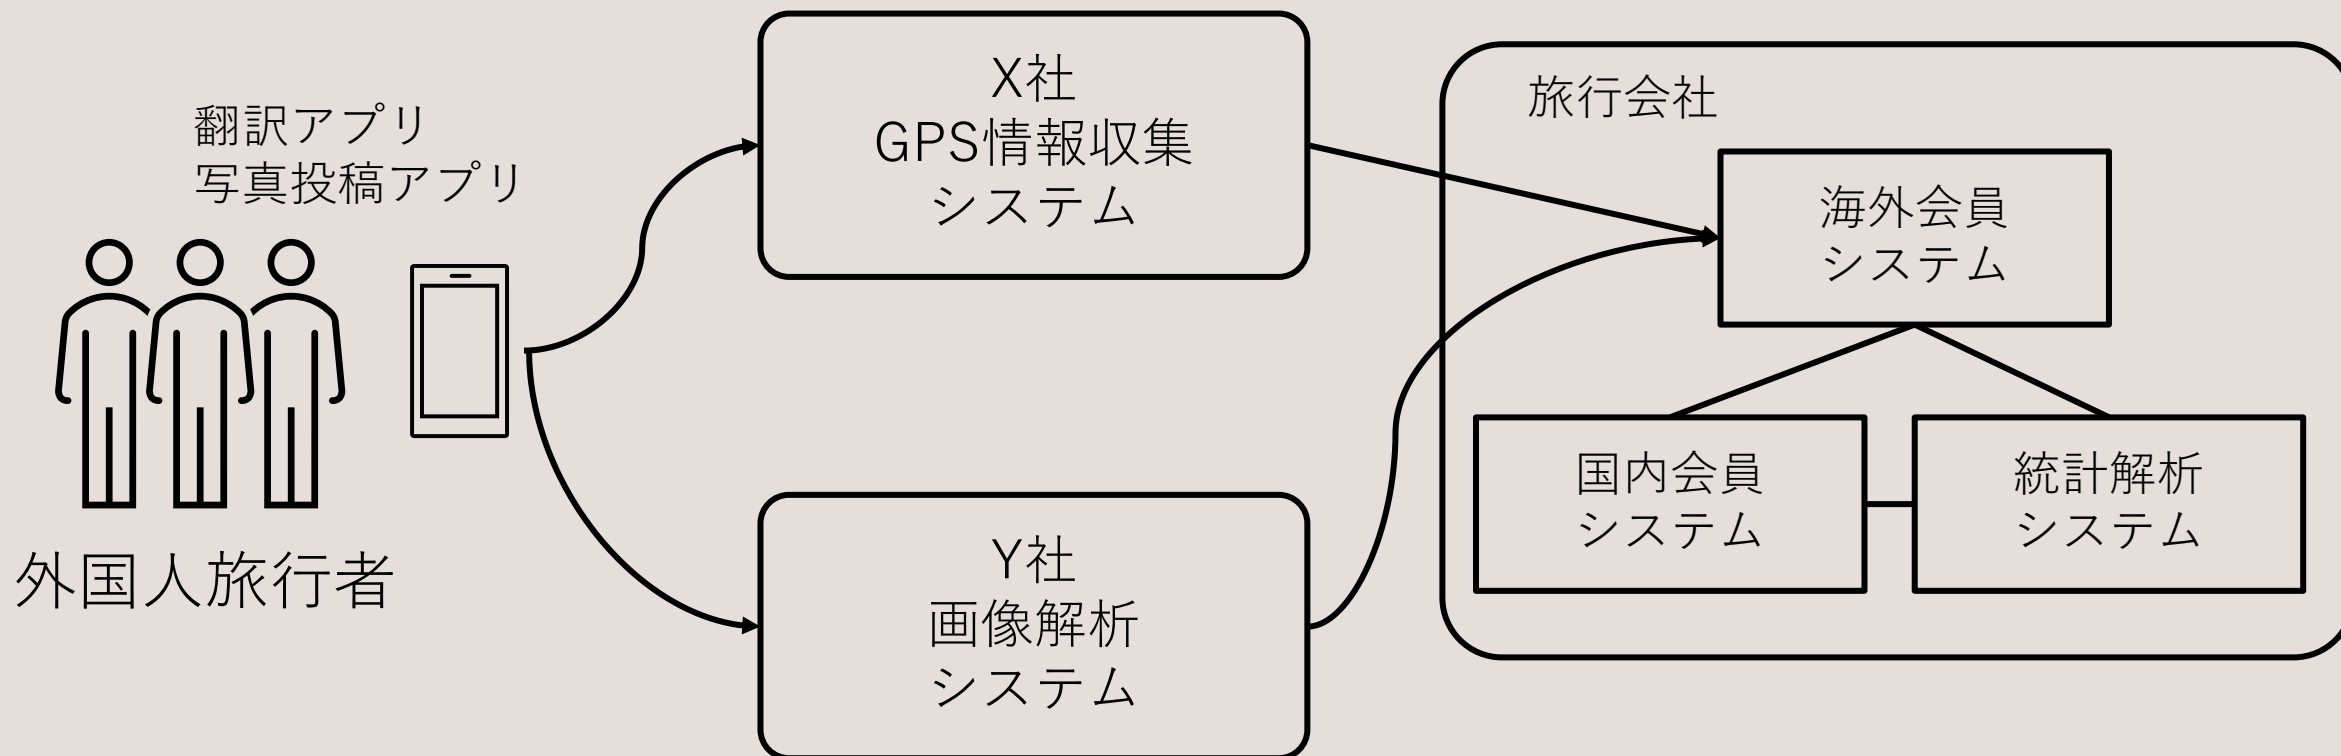 翻訳アプリ
写真投稿アプリ
外国人旅行者
X社
GPS情報収集
システム
Y社
画像解析
システム
旅行会社
海外会員
システム
国内会員
システム
統計解析
システム